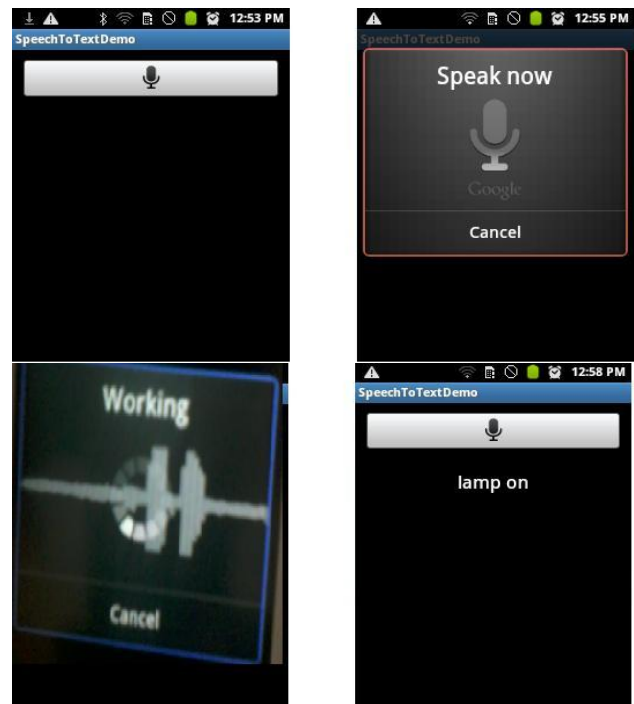 12:53 PM
SpeechToTextDemo
12:55 PM
SpeechToTextDemo
Speak now
Google
Cancel
Working
Cancel
12:58 PM
SpeechToTextDemo
lamp on